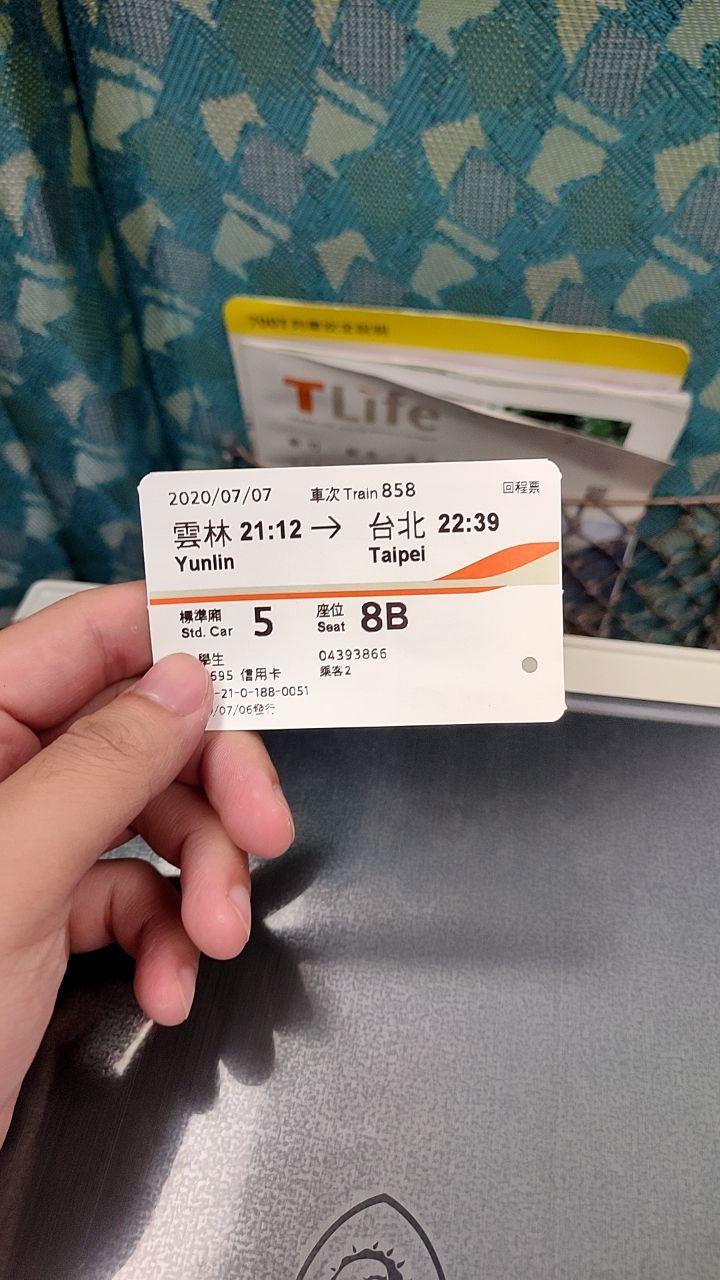 TLife
2020/07/07 車次 Train 858 回程票
雲林 21:12 → 台北 22:39
Yunlin Taipei
標準廂 5 座位 8B
Std. Car Seat
學生 04393866
695 信用卡 乘客2
-21-0-188-0051
/07/06發行